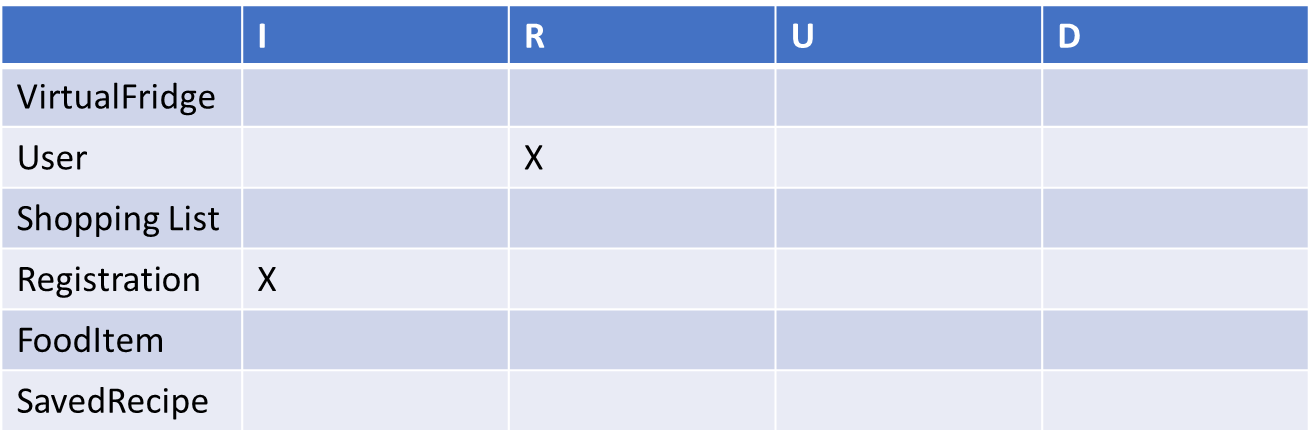 I R U D
VirtualFridge
User X
Shopping List
Registration X
FoodItem
SavedRecipe